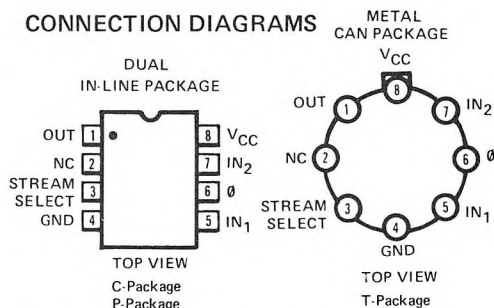 CONNECTION DIAGRAMS
DUAL
IN-LINE PACKAGE
OUT 1
NC 2
STREAM
SELECT 3
GND 4
8 VCC
7 IN2
6 Ø
5 IN1
TOP VIEW
C-Package
P-Package
METAL
CAN PACKAGE
VCC
8
OUT 1
7 IN2
NC 2
6 Ø
STREAM
SELECT 3
5 IN1
4
GND
TOP VIEW
T-Package